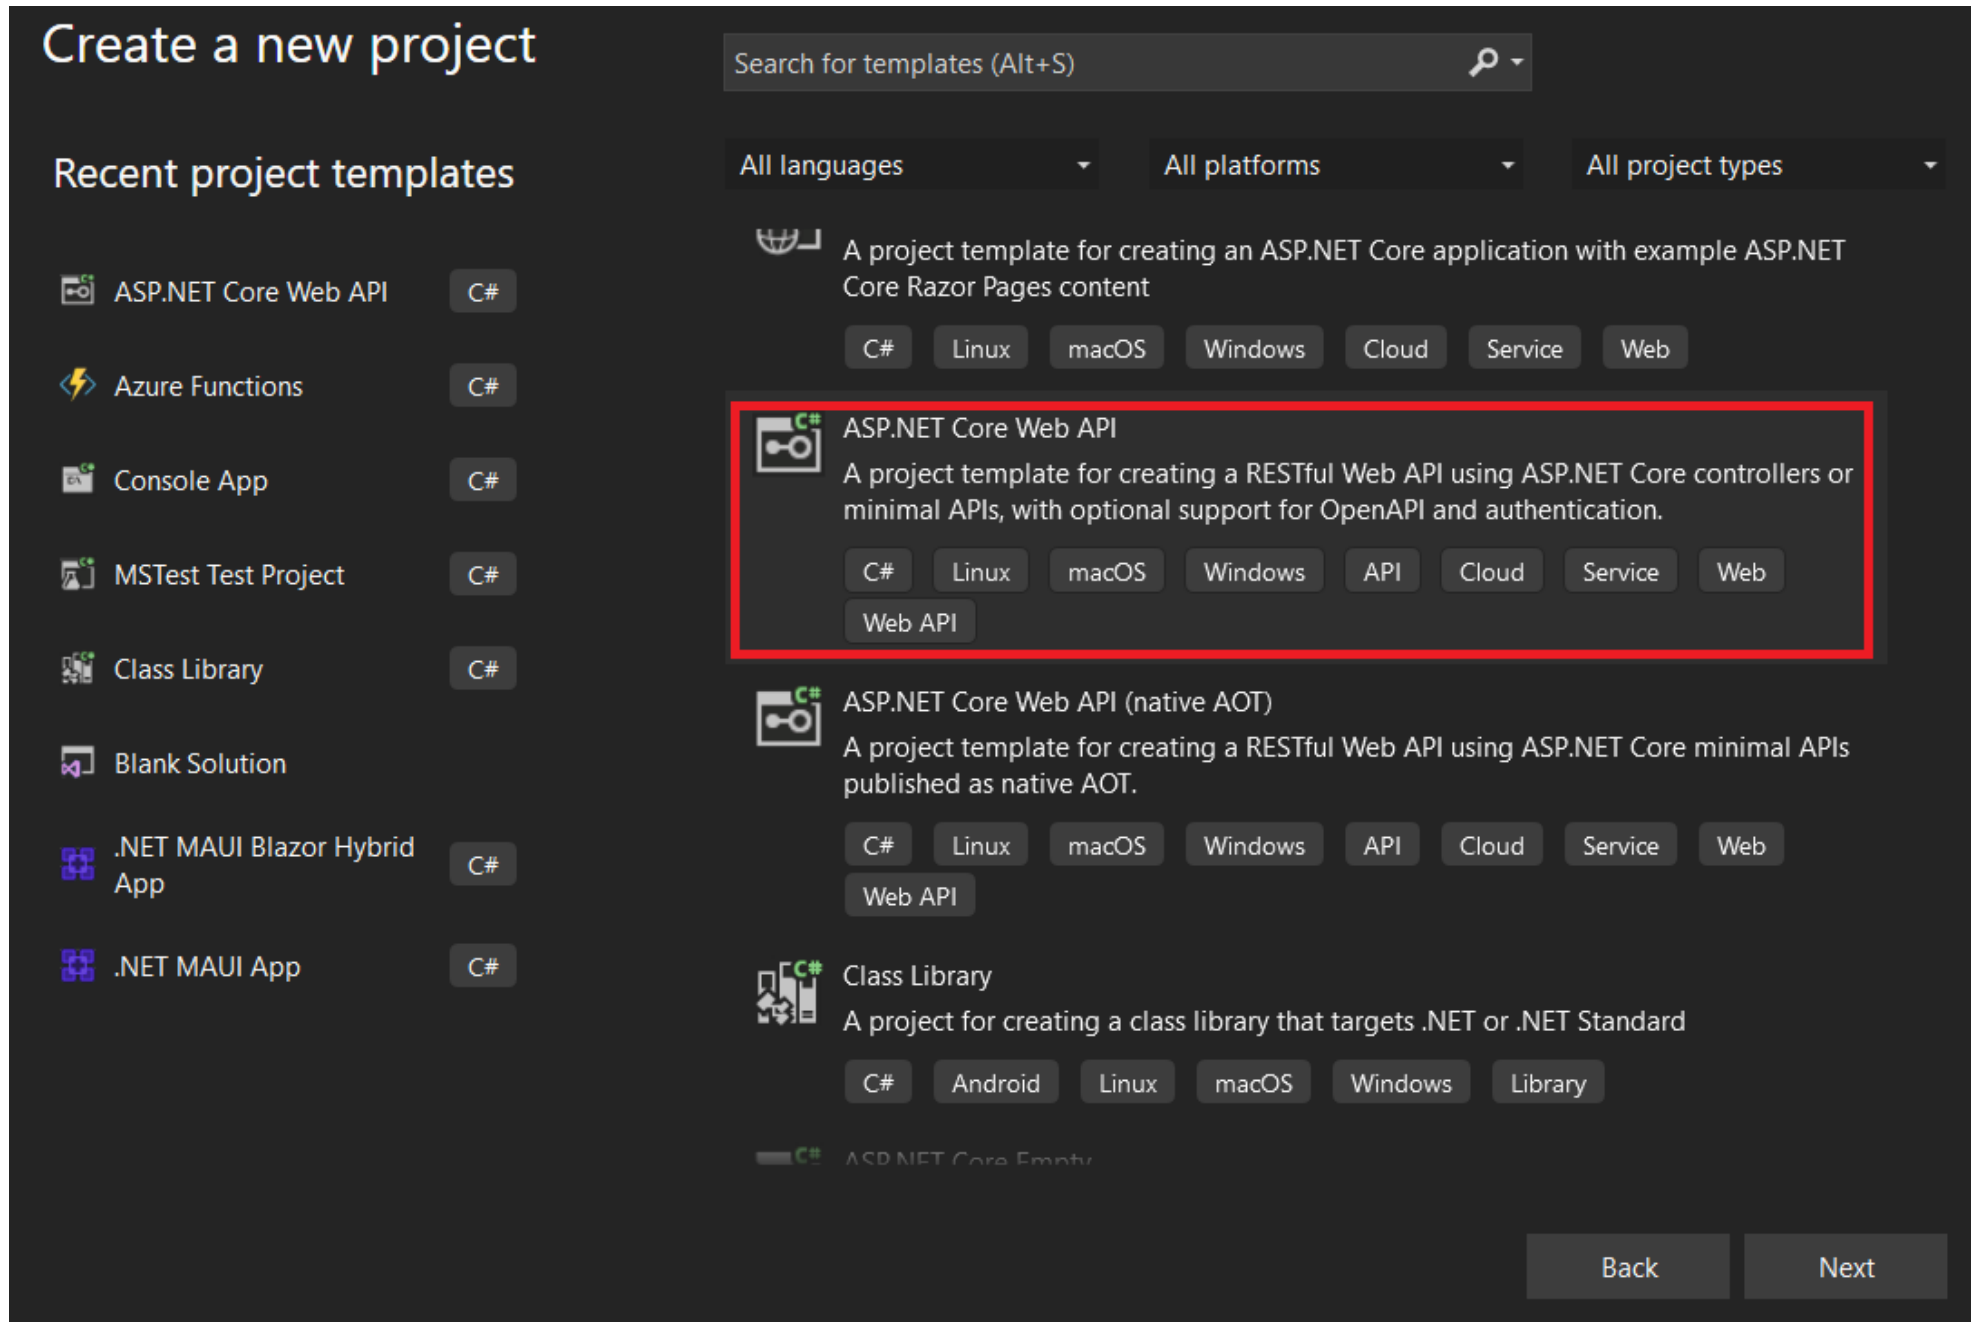 Create a new project
Search for templates (Alt+S)
Recent project templates
All languages
All platforms
All project types
ASP.NET Core Web API
C#
Azure Functions
C#
Console App
C#
MSTest Test Project
C#
Class Library
C#
Blank Solution
.NET MAUI Blazor Hybrid
App
C#
.NET MAUI App
C#
A project template for creating an ASP.NET Core application with example ASP.NET
Core Razor Pages content
C# Linux macOS Windows Cloud Service Web
ASP.NET Core Web API
A project template for creating a RESTful Web API using ASP.NET Core controllers or
minimal APIs, with optional support for OpenAPI and authentication.
C# Linux macOS Windows API Cloud Service Web
Web API
ASP.NET Core Web API (native AOT)
A project template for creating a RESTful Web API using ASP.NET Core minimal APIs
published as native AOT.
C# Linux macOS Windows API Cloud Service Web
Web API
Class Library
A project for creating a class library that targets .NET or .NET Standard
C# Android Linux macOS Windows Library
ASP.NET Core Empty
Back
Next